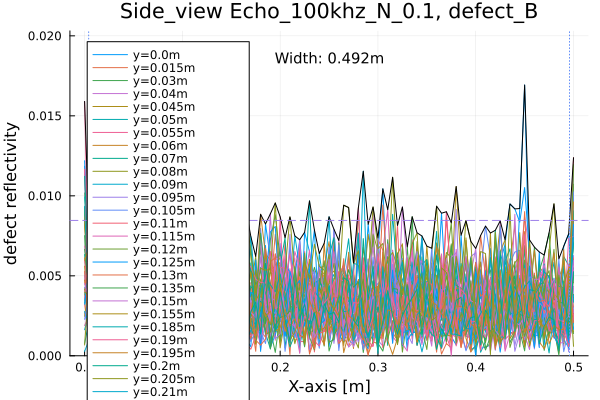 Side_view Echo_100khz_N_0.1, defect_B
Width: 0.492m
defect reflectivity
0.020
0.015
0.010
0.005
0.000
y=0.0m
y=0.015m
y=0.03m
y=0.04m
y=0.045m
y=0.05m
y=0.055m
y=0.06m
y=0.07m
y=0.08m
y=0.09m
y=0.095m
y=0.105m
y=0.11m
y=0.115m
y=0.12m
y=0.125m
y=0.13m
y=0.135m
y=0.15m
y=0.155m
y=0.185m
y=0.19m
y=0.195m
y=0.2m
y=0.205m
y=0.21m
0.2 0.3 0.4 0.5
X-axis [m]